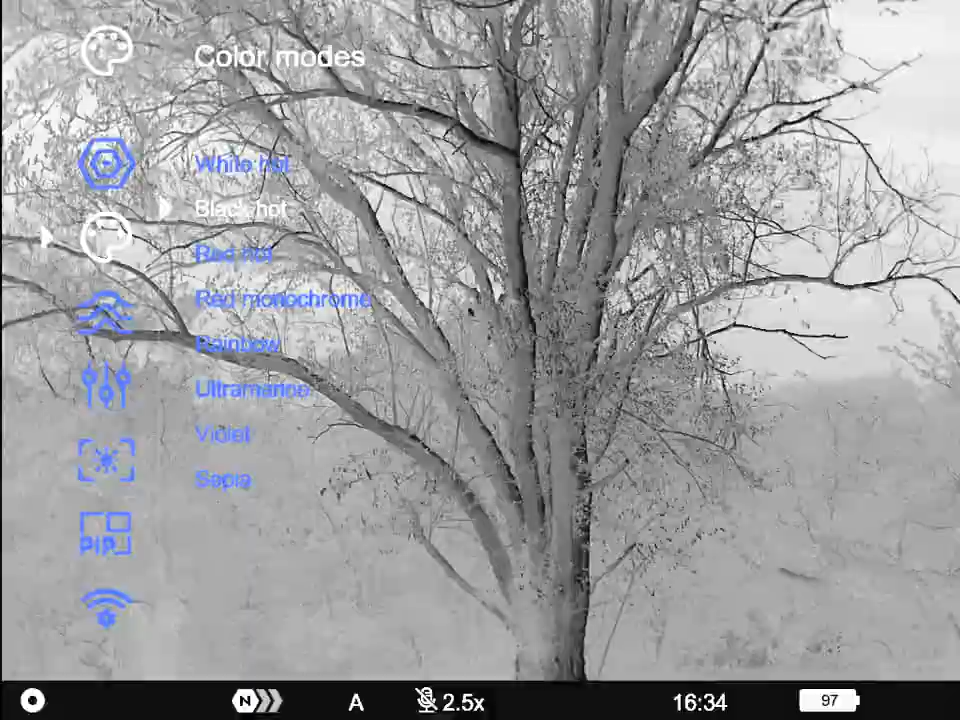 Color modes
White hot
Black hot
Red hot
Red monochrome
Rainbow
Ultramarine
Violet
Sepia
PIP
N A 2.5x 16:34 97